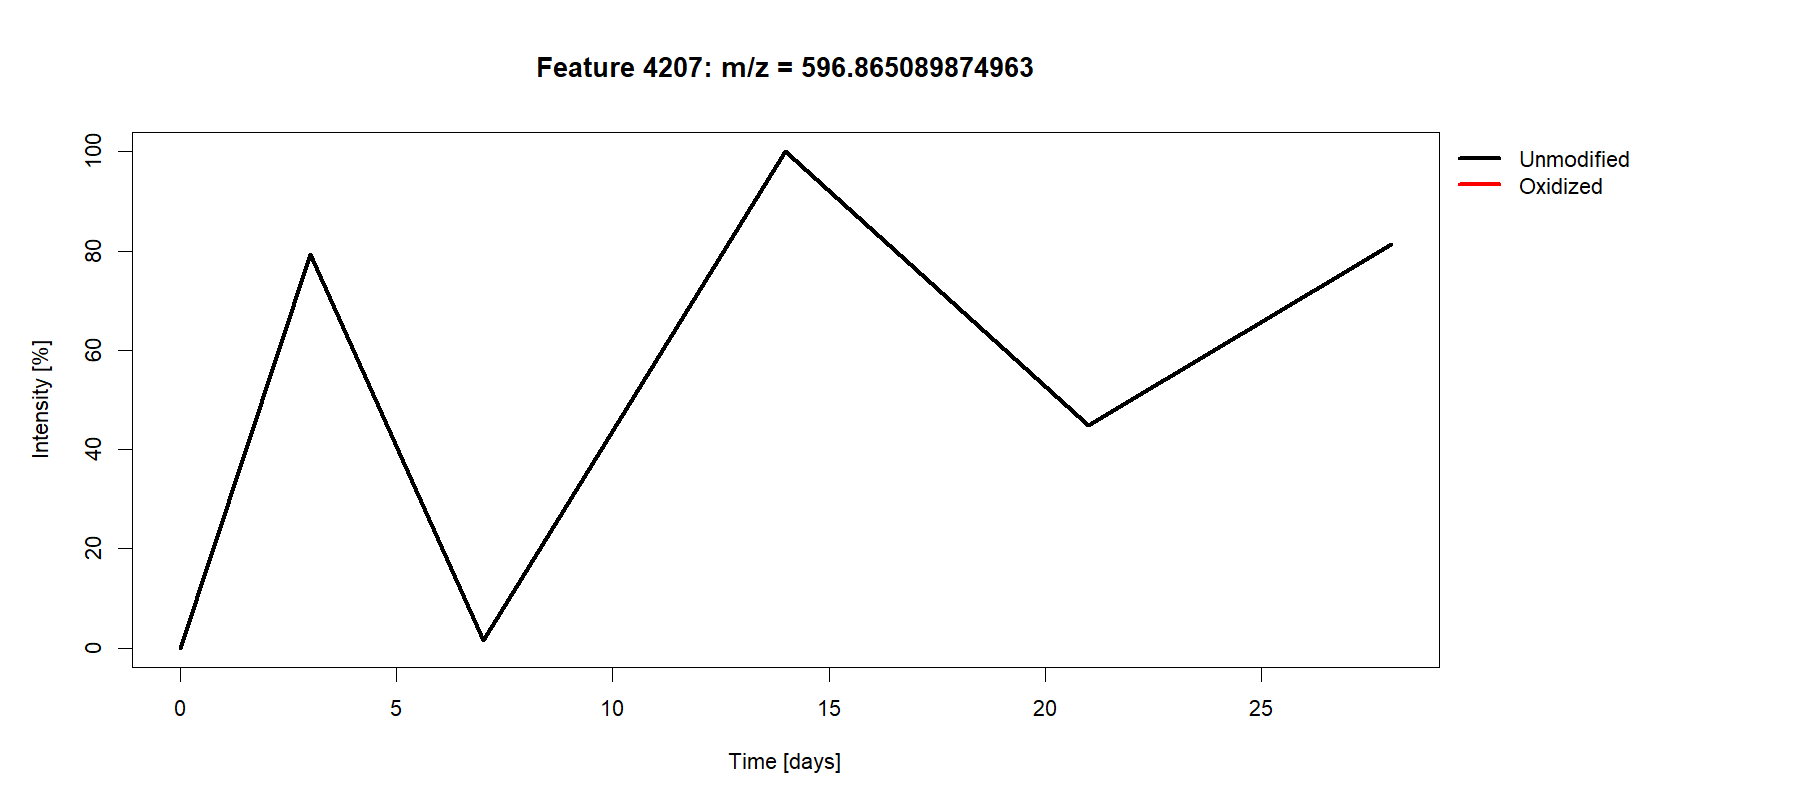 Feature 4207: m/z = 596.865089874963
Unmodified
Oxidized
Intensity [%]
100
80
60
40
20
0
0 5 10 15 20 25
Time [days]